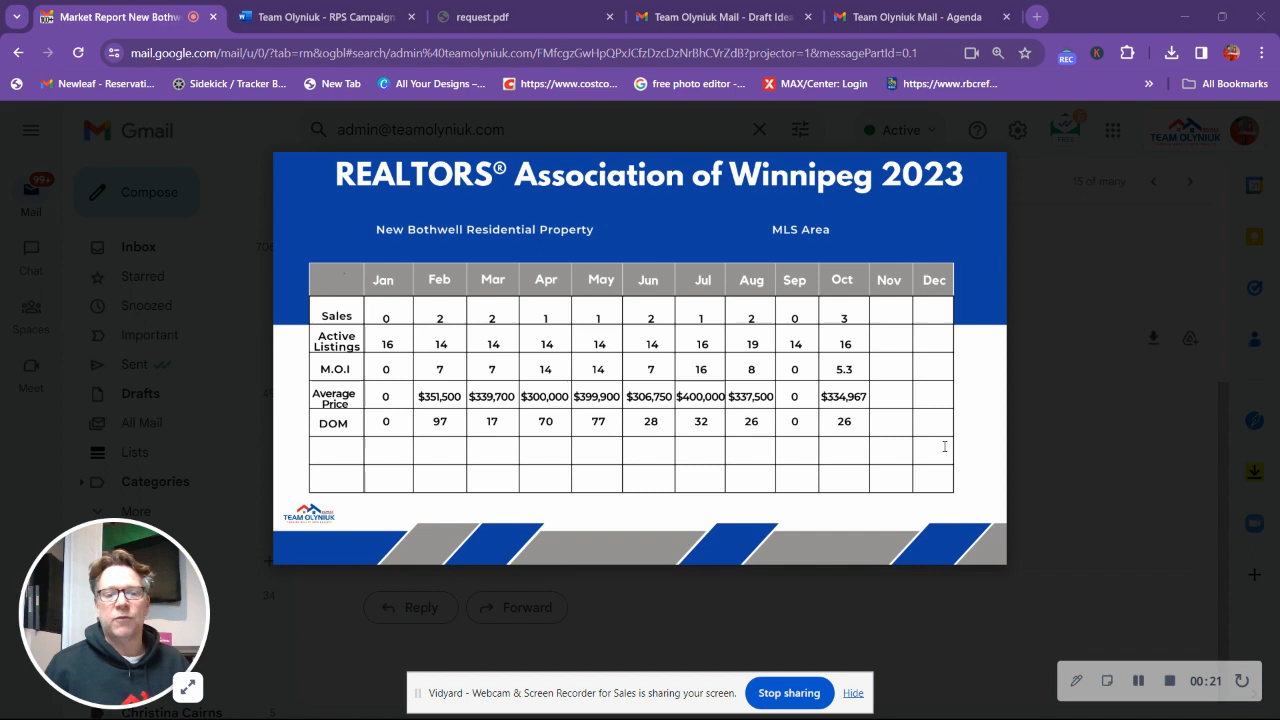 Market Report New Bothw
Team Olyniuk - RPS Campaign
request.pdf
Team Olyniuk Mail - Draft Idea
Team Olyniuk Mail - Agenda
mail.google.com/mail/u/0/?tab=rm&ogbl#search/admin%40teamolyniuk.com/FMfcgzGwHpQPxJCfzDzcDzNrBhCVrZdB?projector=1&messagePartId=0.1
REC
K
Newleaf - Reservati...
Sidekick / Tracker B...
New Tab
All Your Designs –...
https://www.costco...
free photo editor -...
MAX/Center: Login
https://www.rbcref...
»
All Bookmarks
Gmail
admin@teamolyniuk.com
Active
FREE
TEAM OLYNIUK
99+
Compose
15 of many
Mail
Inbox
Chat
Starred
Snoozed
Spaces
Important
Meet
Sent
Drafts
All Mail
Lists
Categories
More
34
Christina Cairns
5
REALTORS® Association of Winnipeg 2023
New Bothwell Residential Property MLS Area
Jan Feb Mar Apr May Jun Jul Aug Sep Oct Nov Dec
Sales 0 2 2 1 1 2 1 2 0 3
Active Listings 16 14 14 14 14 14 16 19 14 16
M.O.I 0 7 7 14 14 7 16 8 0 5.3
Average Price 0 $351,500 $339,700 $300,000 $399,900 $306,750 $400,000 $337,500 0 $334,967
DOM 0 97 17 70 77 28 32 26 0 26
TEAM OLYNIUK
Reply
Forward
Vidyard - Webcam & Screen Recorder for Sales is sharing your screen.
Stop sharing
Hide
00:21